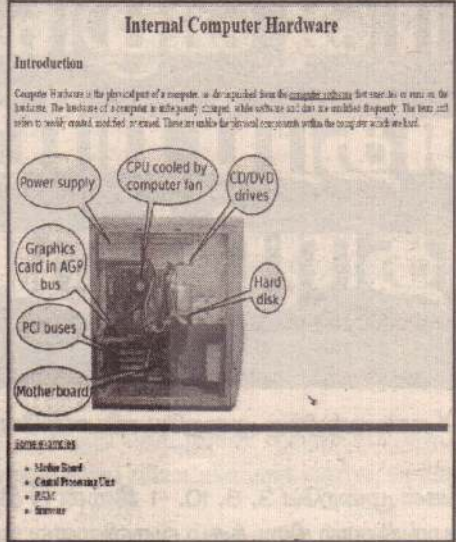 Internal Computer Hardware
Introduction
Computer Hardware is the physical part of a computer, as distinguished from the computer software that executes or runs on the
hardware. The hardware of a computer is infrequently changed, while software and data are modified frequently. The term soft
refers to readily created, modified, or erased. These are unlike the physical components within the computer which are hard.
Power supply
CPU cooled by
computer fan
CD/DVD
drives
Graphics
card in AGP
bus
Hard
disk
PCI buses
Motherboard
Some examples
Mother Board
Central Processing Unit
RAM